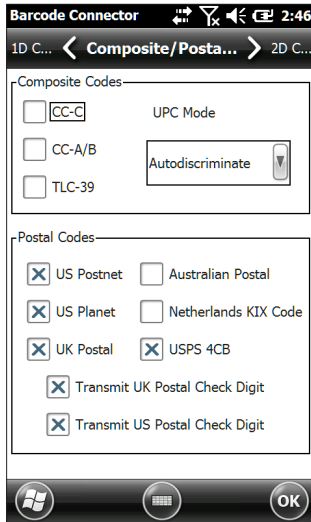 Barcode Connector 2:46
1D C... Composite/Posta... 2D C...
Composite Codes
CC-C UPC Mode
CC-A/B
Autodiscriminate
TLC-39
Postal Codes
US Postnet Australian Postal
US Planet Netherlands KIX Code
UK Postal USPS 4CB
Transmit UK Postal Check Digit
Transmit US Postal Check Digit
OK